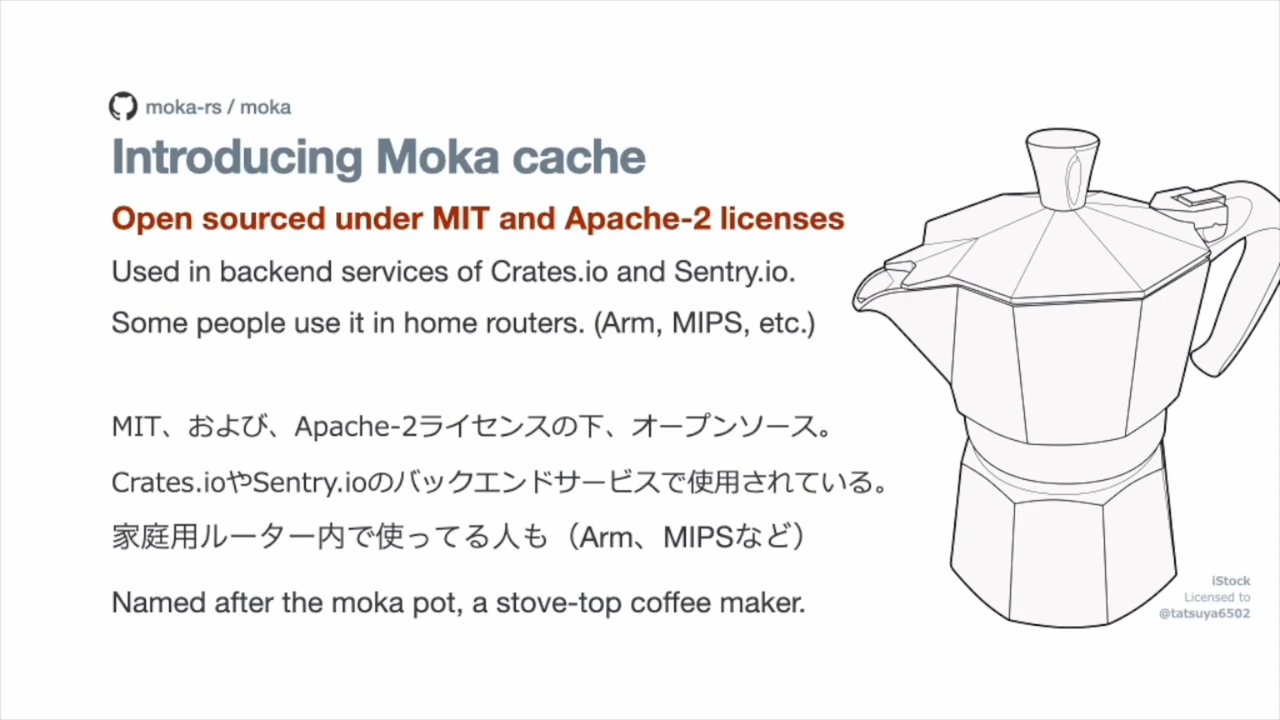 moka-rs / moka
Introducing Moka cache
Open sourced under MIT and Apache-2 licenses
Used in backend services of Crates.io and Sentry.io.
Some people use it in home routers. (Arm, MIPS, etc.)
MIT、および、Apache-2ライセンスの下、オープンソース。
Crates.ioやSentry.ioのバックエンドサービスで使用されている。
家庭用ルーター内で使ってる人も（Arm、MIPSなど）
Named after the moka pot, a stove-top coffee maker.
iStock
Licensed to
@tatsuya6502